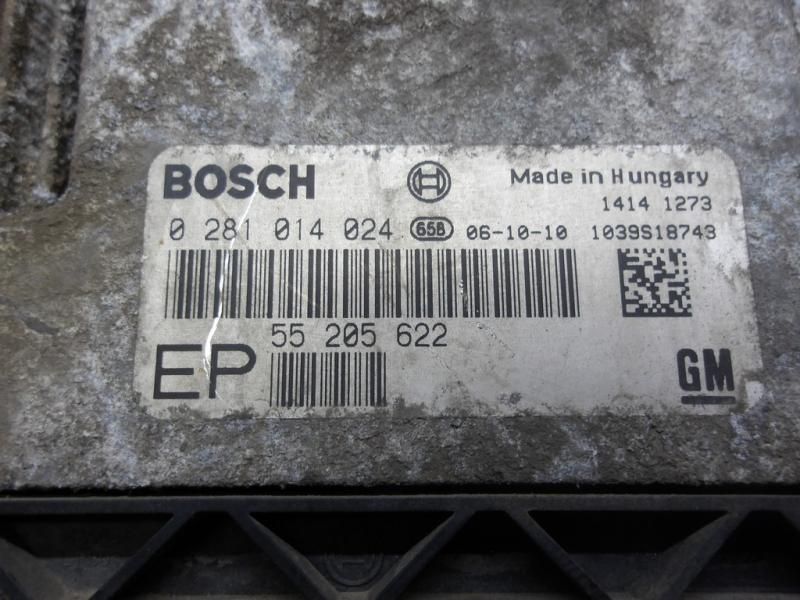 BOSCH Made in Hungary
1414 1273
0 281 014 024 658 06-10-10 1039S18743
55 205 622
EP GM